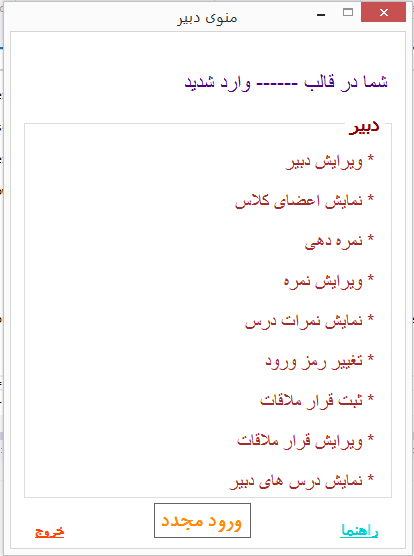 منوی دبیر
شما در قالب ------ وارد شدید
دبیر
* ویرایش دبیر
* نمایش اعضای کلاس
* نمره دهی
* ویرایش نمره
* نمایش نمرات درس
* تغییر رمز ورود
* ثبت قرار ملاقات
* ویرایش قرار ملاقات
* نمایش درس های دبیر
راهنما
ورود مجدد
خروج